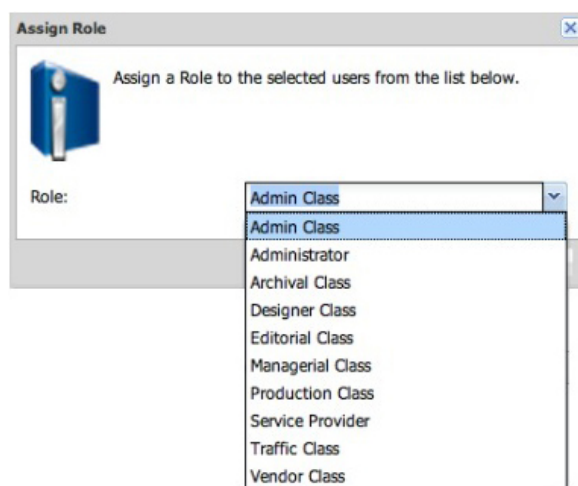 Assign Role
Assign a Role to the selected users from the list below.
Role:
Admin Class
Admin Class
Administrator
Archival Class
Designer Class
Editorial Class
Managerial Class
Production Class
Service Provider
Traffic Class
Vendor Class